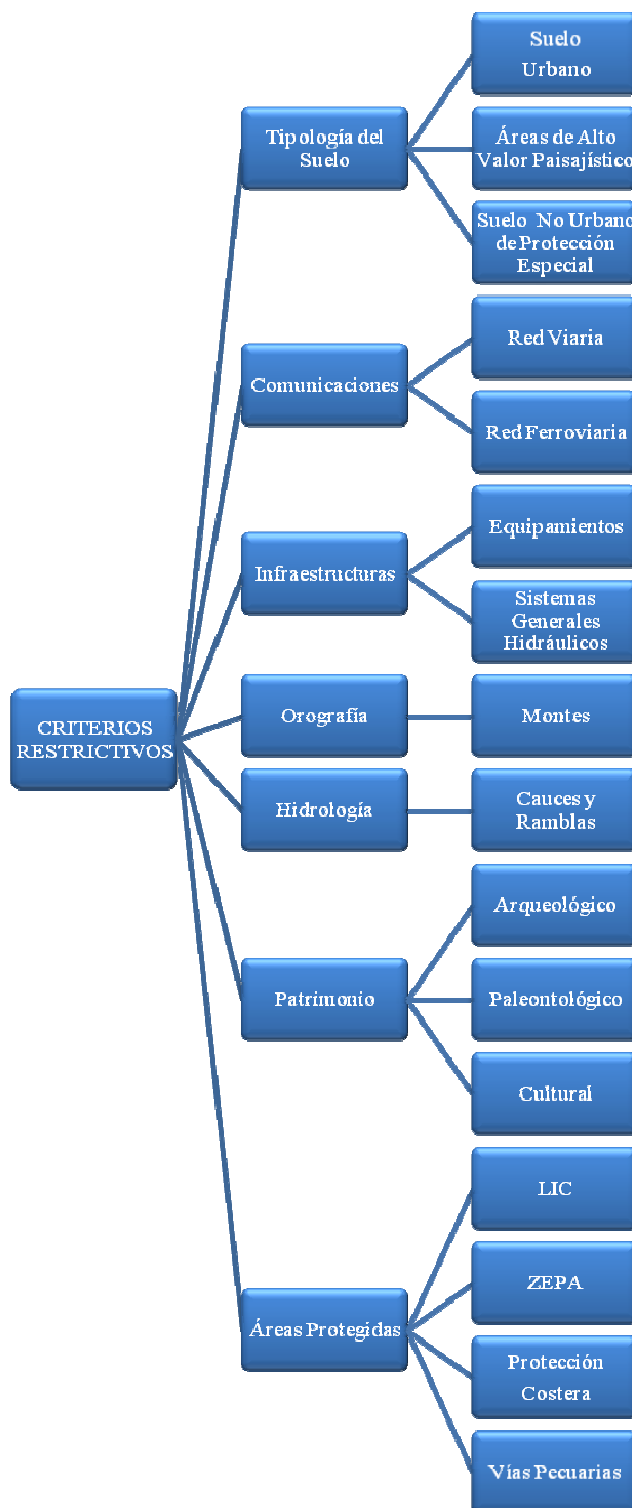 CRITERIOS
RESTRICTIVOS
Tipología del
Suelo
Suelo
Urbano
Áreas de Alto
Valor Paisajístico
Suelo No Urbano
de Protección
Especial
Comunicaciones
Red Viaria
Red Ferroviaria
Infraestructuras
Equipamientos
Sistemas
Generales
Hidráulicos
Orografía
Montes
Hidrología
Cauces y
Ramblas
Patrimonio
Arqueológico
Paleontológico
Cultural
Áreas Protegidas
LIC
ZEPA
Protección
Costera
Vías Pecuarias